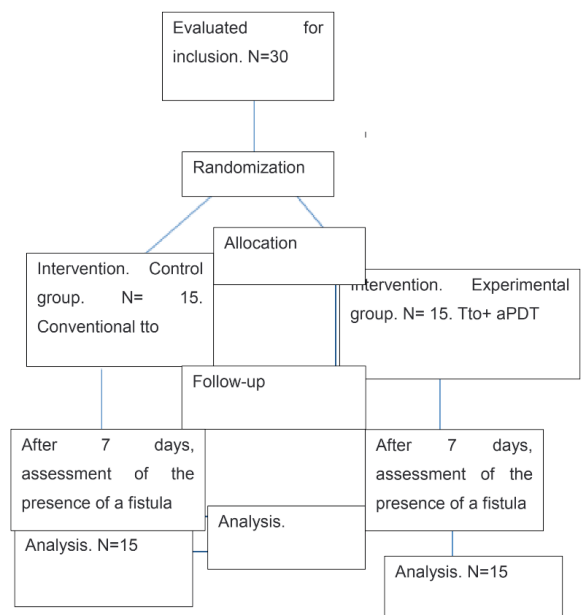 Evaluated for
inclusion. N=30
Randomization
Allocation
Intervention. Control
group. N= 15.
Conventional tto
Intervention. Experimental
group. N= 15. Tto+ aPDT
Follow-up
After 7 days,
assessment of the
presence of a fistula
After 7 days,
assessment of the
presence of a fistula
Analysis.
Analysis. N=15
Analysis. N=15